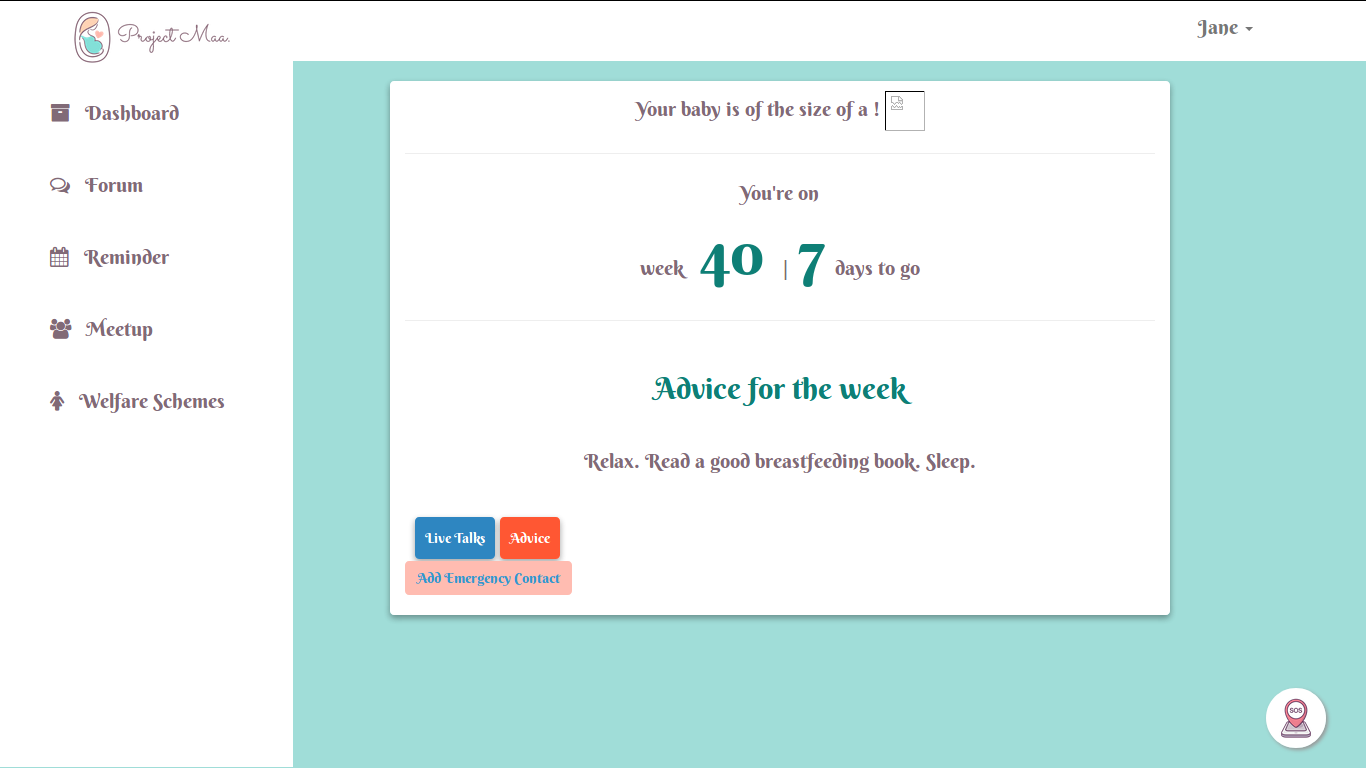 Project Maa.
Jane
Dashboard
Forum
Reminder
Meetup
Welfare Schemes
Your baby is of the size of a !
You're on
week 40 | 7 days to go
Advice for the week
Relax. Read a good breastfeeding book. Sleep.
Live Talks Advice
Add Emergency Contact
SOS